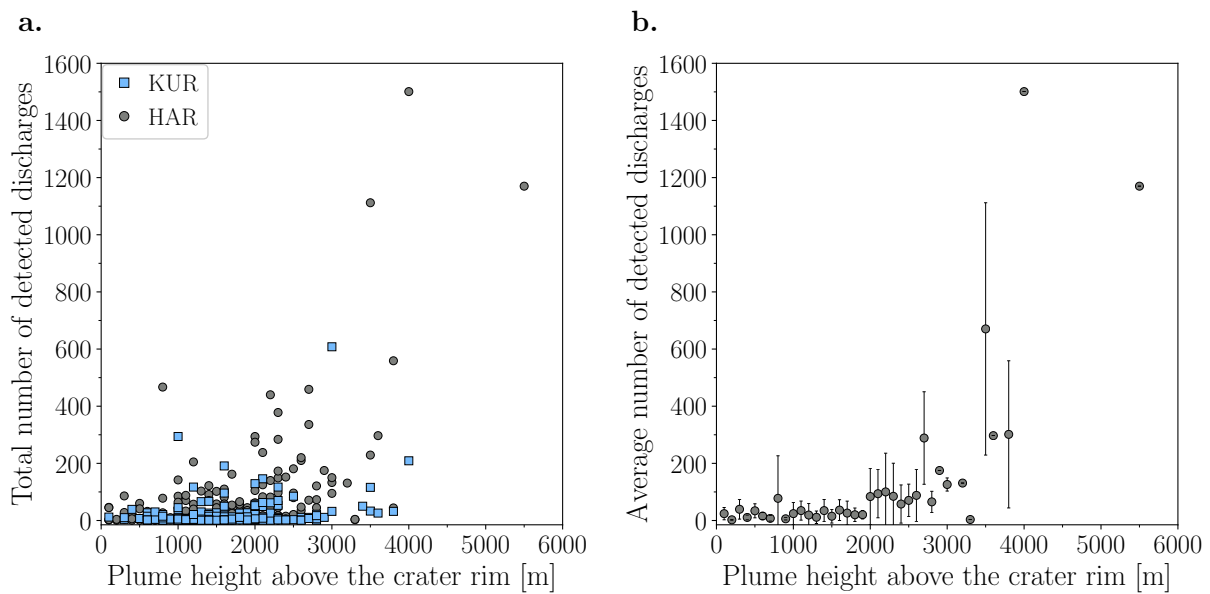 a.
Total number of detected discharges
1600
1400
1200
1000
800
600
400
200
0
KUR
HAR
0 1000 2000 3000 4000 5000 6000
Plume height above the crater rim [m]
b.
Average number of detected discharges
1600
1400
1200
1000
800
600
400
200
0
0 1000 2000 3000 4000 5000 6000
Plume height above the crater rim [m]